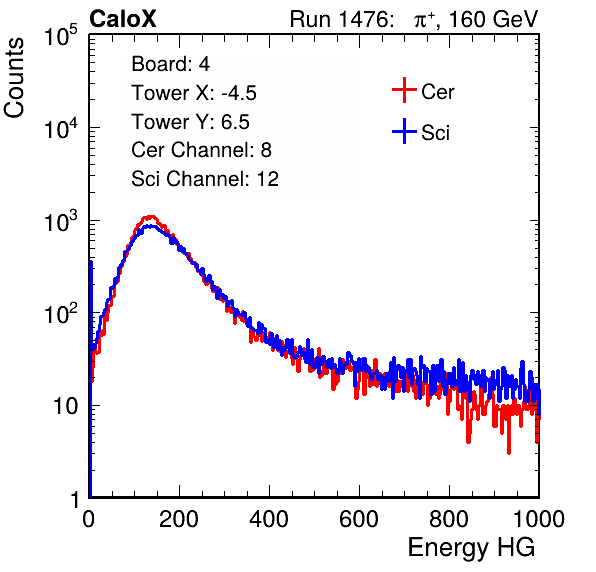 CaloX Run 1476: π⁺, 160 GeV
Counts
Board: 4
Tower X: -4.5
Tower Y: 6.5
Cer Channel: 8
Sci Channel: 12
Cer
Sci
10⁵
10⁴
10³
10²
10
1
0 200 400 600 800 1000
Energy HG